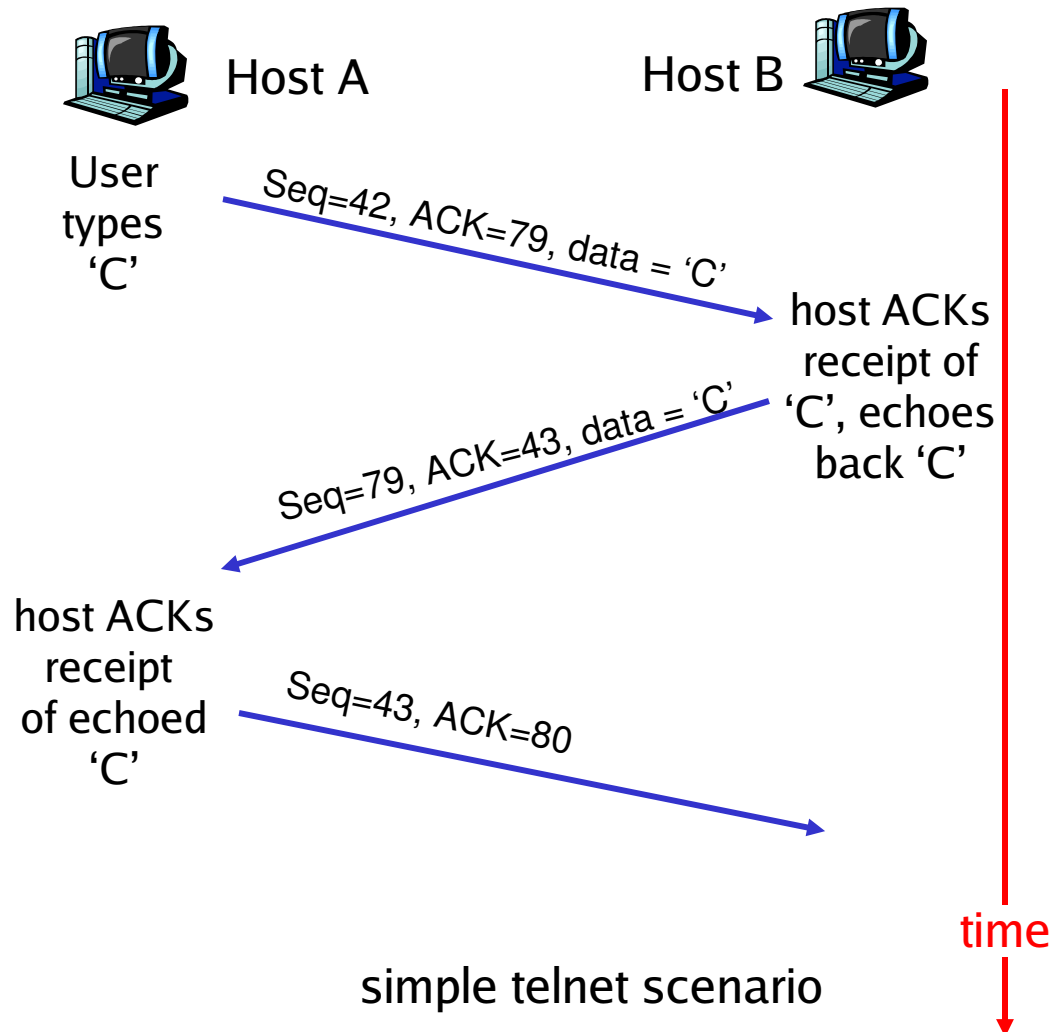 Host A
Host B
User
types
‘C’
Seq=42, ACK=79, data = ‘C’
host ACKs
receipt of
‘C’, echoes
back ‘C’
Seq=79, ACK=43, data = ‘C’
host ACKs
receipt
of echoed
‘C’
Seq=43, ACK=80
time
simple telnet scenario